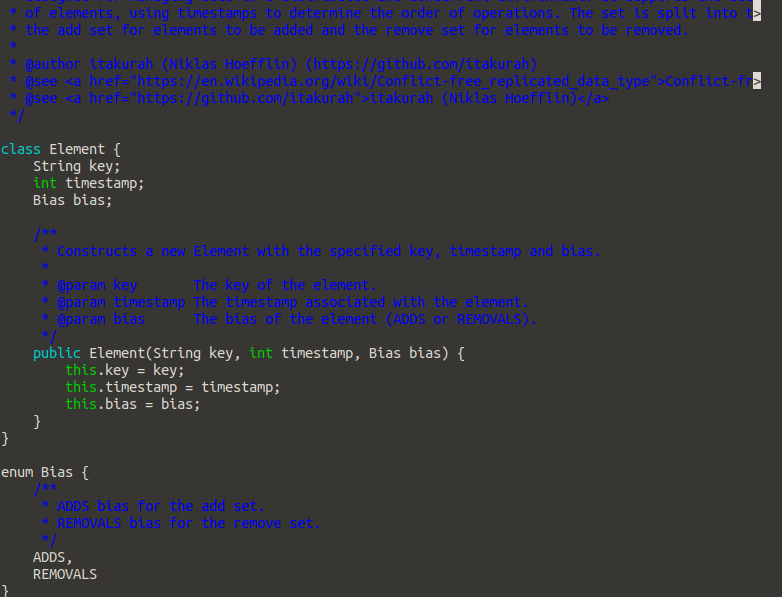 * of elements, using timestamps to determine the order of operations. The set is split into t>
 * the add set for elements to be added and the remove set for elements to be removed.
 *
 * @author itakurah (Niklas Hoefflin) (https://github.com/itakurah)
 * @see <a href="https://en.wikipedia.org/wiki/Conflict-free_replicated_data_type">Conflict-fr>
 * @see <a href="https://github.com/itakurah">itakurah (Niklas Hoefflin)</a>
 */

class Element {
    String key;
    int timestamp;
    Bias bias;

    /**
     * Constructs a new Element with the specified key, timestamp and bias.
     *
     * @param key       The key of the element.
     * @param timestamp The timestamp associated with the element.
     * @param bias      The bias of the element (ADDS or REMOVALS).
     */
    public Element(String key, int timestamp, Bias bias) {
        this.key = key;
        this.timestamp = timestamp;
        this.bias = bias;
    }
}

enum Bias {
    /**
     * ADDS bias for the add set.
     * REMOVALS bias for the remove set.
     */
    ADDS,
    REMOVALS
}